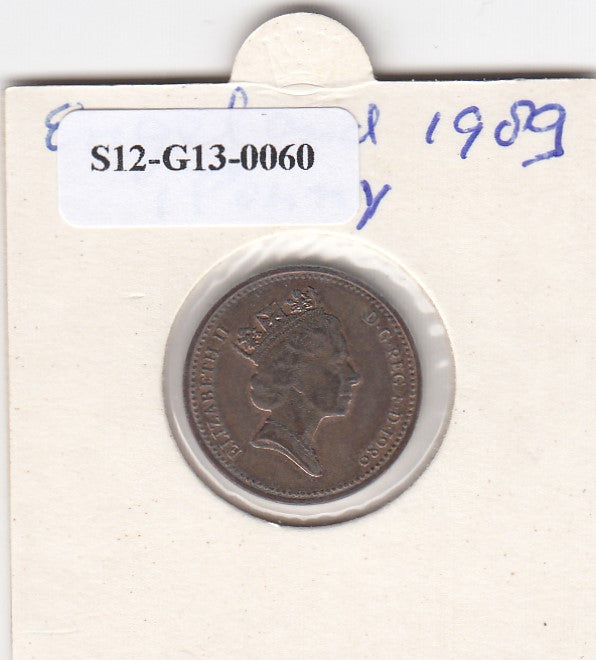 1989
S12-G13-0060
ELIZABETH II D·G·REG·F·D·1989